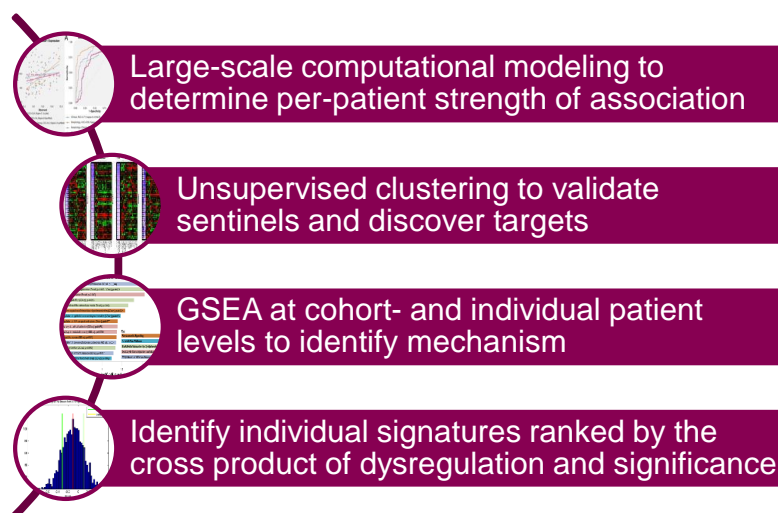 Large-scale computational modeling to
determine per-patient strength of association
Unsupervised clustering to validate
sentinels and discover targets
GSEA at cohort- and individual patient
levels to identify mechanism
Identify individual signatures ranked by the
cross product of dysregulation and significance